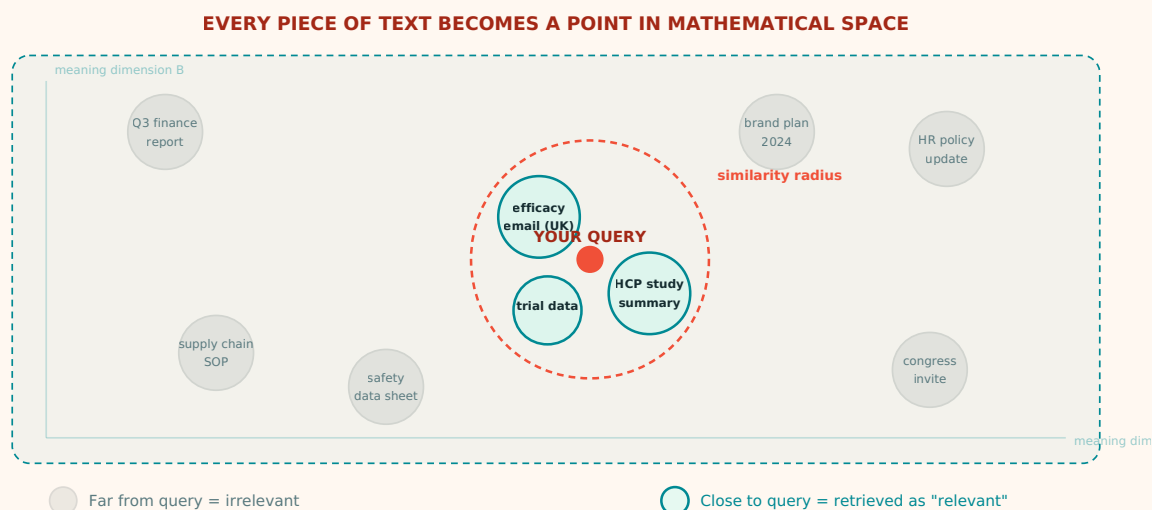 EVERY PIECE OF TEXT BECOMES A POINT IN MATHEMATICAL SPACE
meaning dimension B
Q3 finance
report
brand plan
2024
HR policy
update
similarity radius
efficacy
email (UK)
YOUR QUERY
HCP study
summary
trial data
supply chain
SOP
safety
data sheet
congress
invite
meaning dim
Far from query = irrelevant
Close to query = retrieved as "relevant"